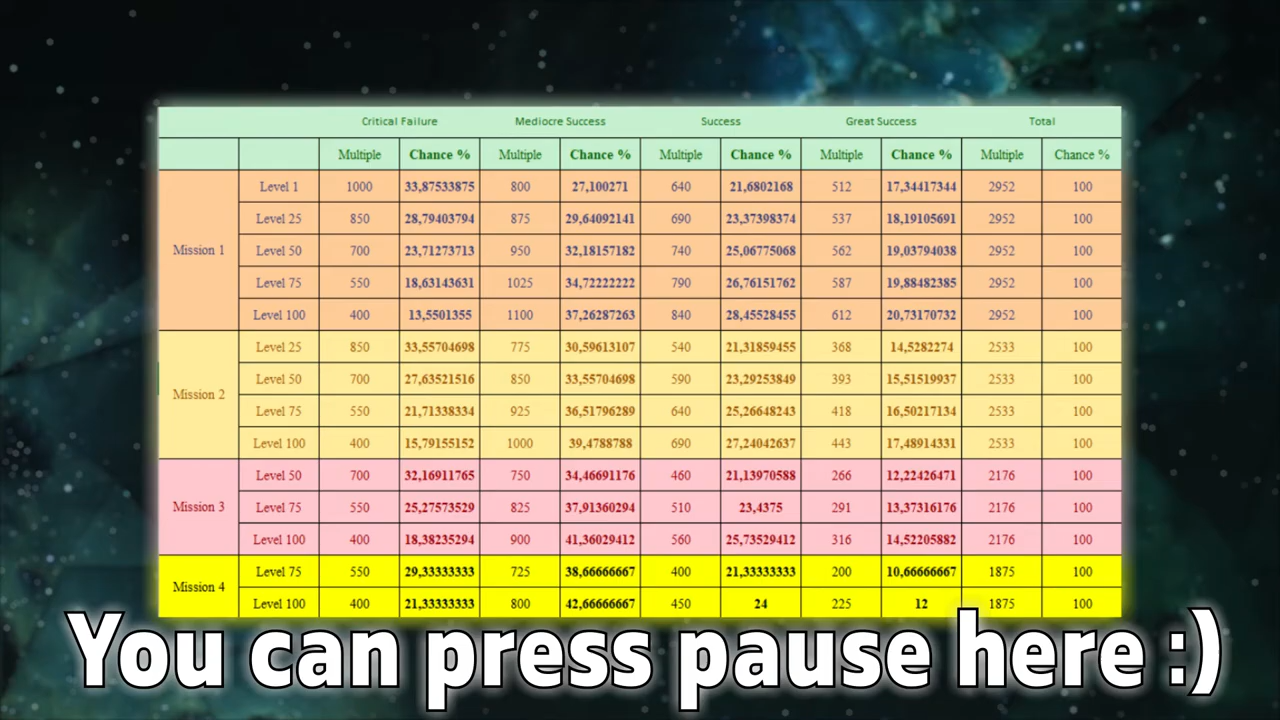 Critical Failure Mediocre Success Success Great Success Total
Multiple Chance % Multiple Chance % Multiple Chance % Multiple Chance % Multiple Chance %
Level 1 1000 33,87533875 800 27,100271 640 21,6802168 512 17,34417344 2952 100
Level 25 850 28,79403794 875 29,64092141 690 23,37398374 537 18,19105691 2952 100
Mission 1 Level 50 700 23,71273713 950 32,18157182 740 25,06775068 562 19,03794038 2952 100
Level 75 550 18,63143631 1025 34,72222222 790 26,76151762 587 19,88482385 2952 100
Level 100 400 13,5501355 1100 37,26287263 840 28,45528455 612 20,73170732 2952 100
Level 25 850 33,55704698 775 30,59613107 540 21,31859455 368 14,5282274 2533 100
Mission 2 Level 50 700 27,63521516 850 33,55704698 590 23,29253849 393 15,51519937 2533 100
Level 75 550 21,71338334 925 36,51796289 640 25,26648243 418 16,50217134 2533 100
Level 100 400 15,79155152 1000 39,4788788 690 27,24042637 443 17,48914331 2533 100
Level 50 700 32,16911765 750 34,46691176 460 21,13970588 266 12,22426471 2176 100
Mission 3 Level 75 550 25,27573529 825 37,91360294 510 23,4375 291 13,37316176 2176 100
Level 100 400 18,38235294 900 41,36029412 560 25,73529412 316 14,52205882 2176 100
Mission 4 Level 75 550 29,33333333 725 38,66666667 400 21,33333333 200 10,66666667 1875 100
Level 100 400 21,33333333 800 42,66666667 450 24 225 12 1875 100
You can press pause here :)